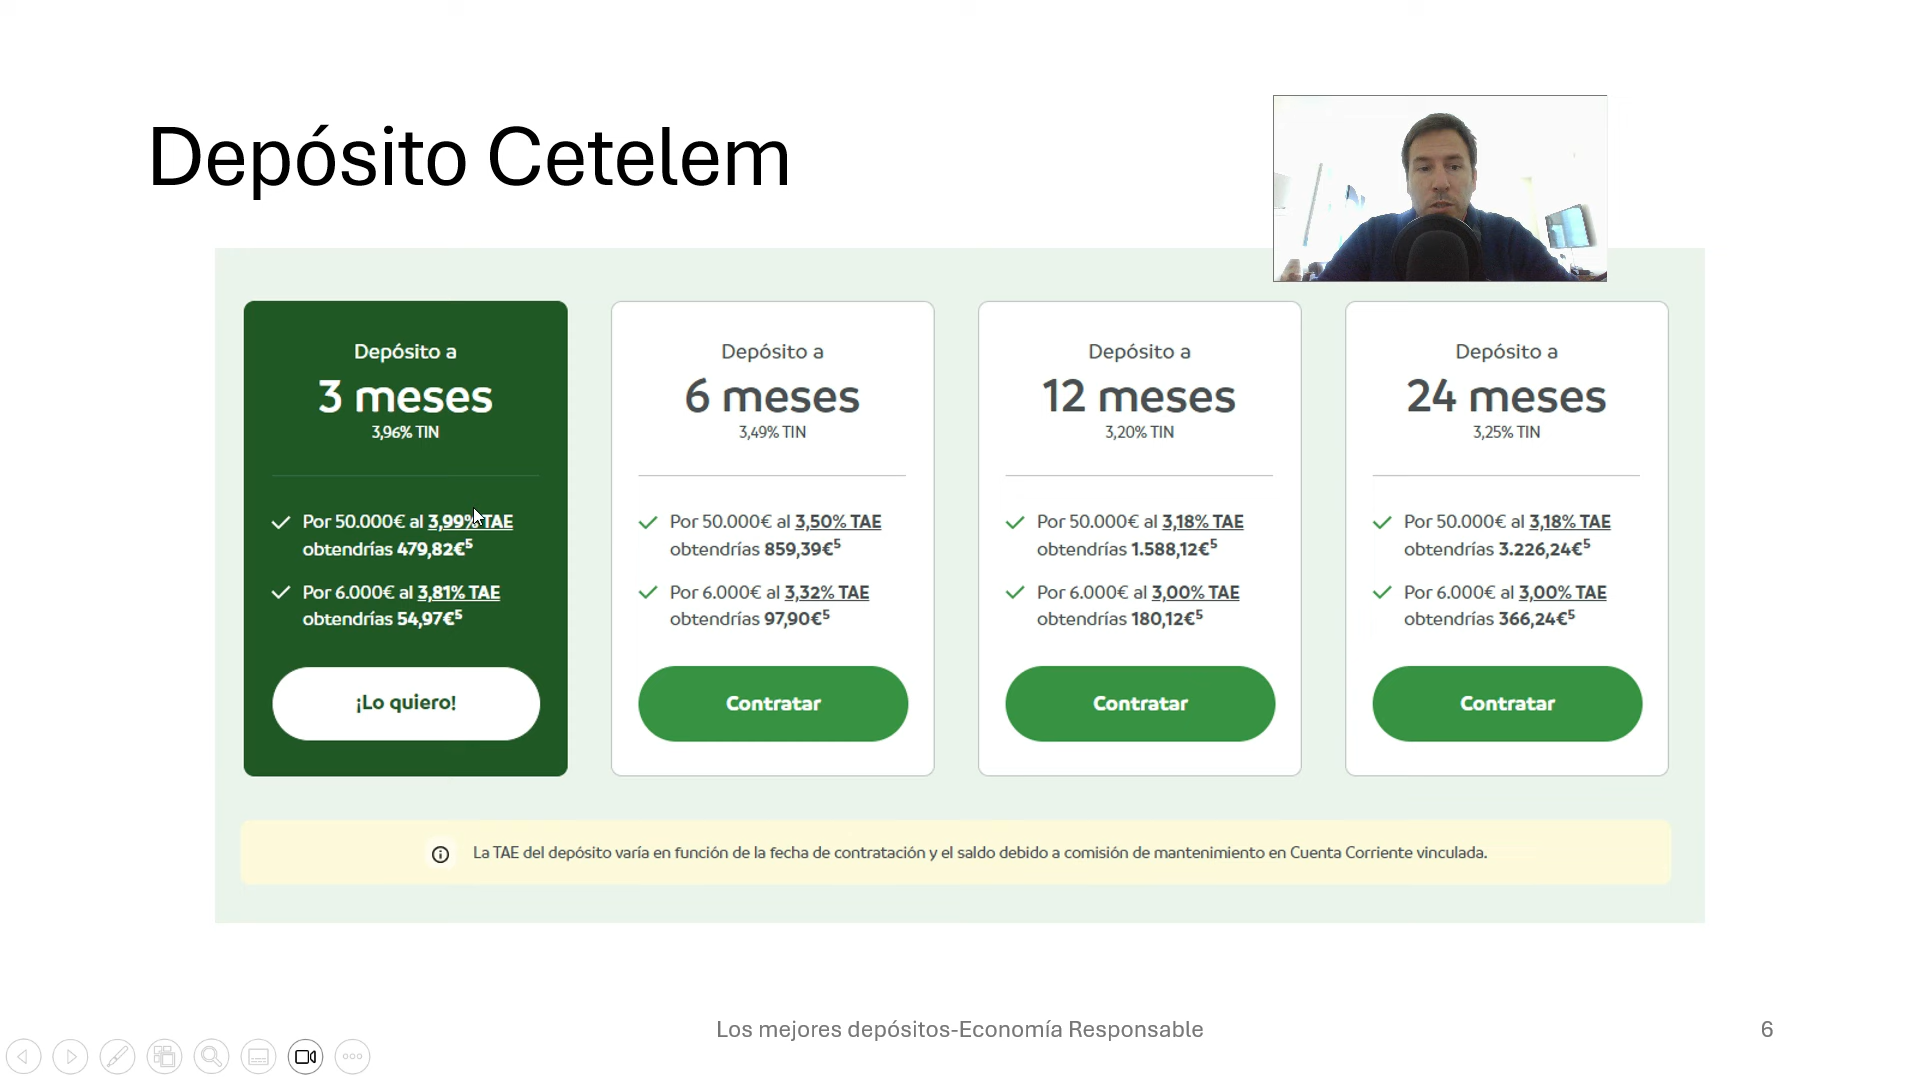 Depósito Cetelem
Depósito a
3 meses
3,96% TIN
Por 50.000€ al 3,99% TAE
obtendrías 479,82€⁵
Por 6.000€ al 3,81% TAE
obtendrías 54,97€⁵
¡Lo quiero!
Depósito a
6 meses
3,49% TIN
Por 50.000€ al 3,50% TAE
obtendrías 859,39€⁵
Por 6.000€ al 3,32% TAE
obtendrías 97,90€⁵
Contratar
Depósito a
12 meses
3,20% TIN
Por 50.000€ al 3,18% TAE
obtendrías 1.588,12€⁵
Por 6.000€ al 3,00% TAE
obtendrías 180,12€⁵
Contratar
Depósito a
24 meses
3,25% TIN
Por 50.000€ al 3,18% TAE
obtendrías 3.226,24€⁵
Por 6.000€ al 3,00% TAE
obtendrías 366,24€⁵
Contratar
La TAE del depósito varía en función de la fecha de contratación y el saldo debido a comisión de mantenimiento en Cuenta Corriente vinculada.
Los mejores depósitos-Economía Responsable
6